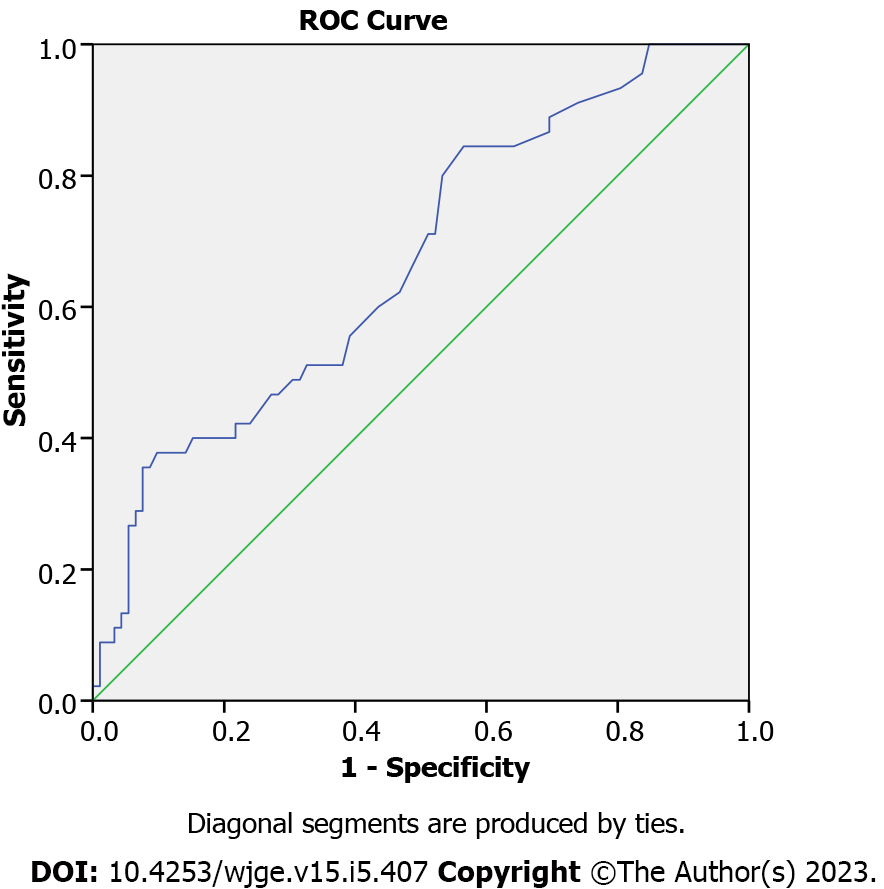 ROC Curve
1.0
0.8
0.6
0.4
0.2
0.0
Sensitivity
0.0 0.2 0.4 0.6 0.8 1.0
1 - Specificity
Diagonal segments are produced by ties.
DOI: 10.4253/wjge.v15.i5.407 Copyright ©The Author(s) 2023.